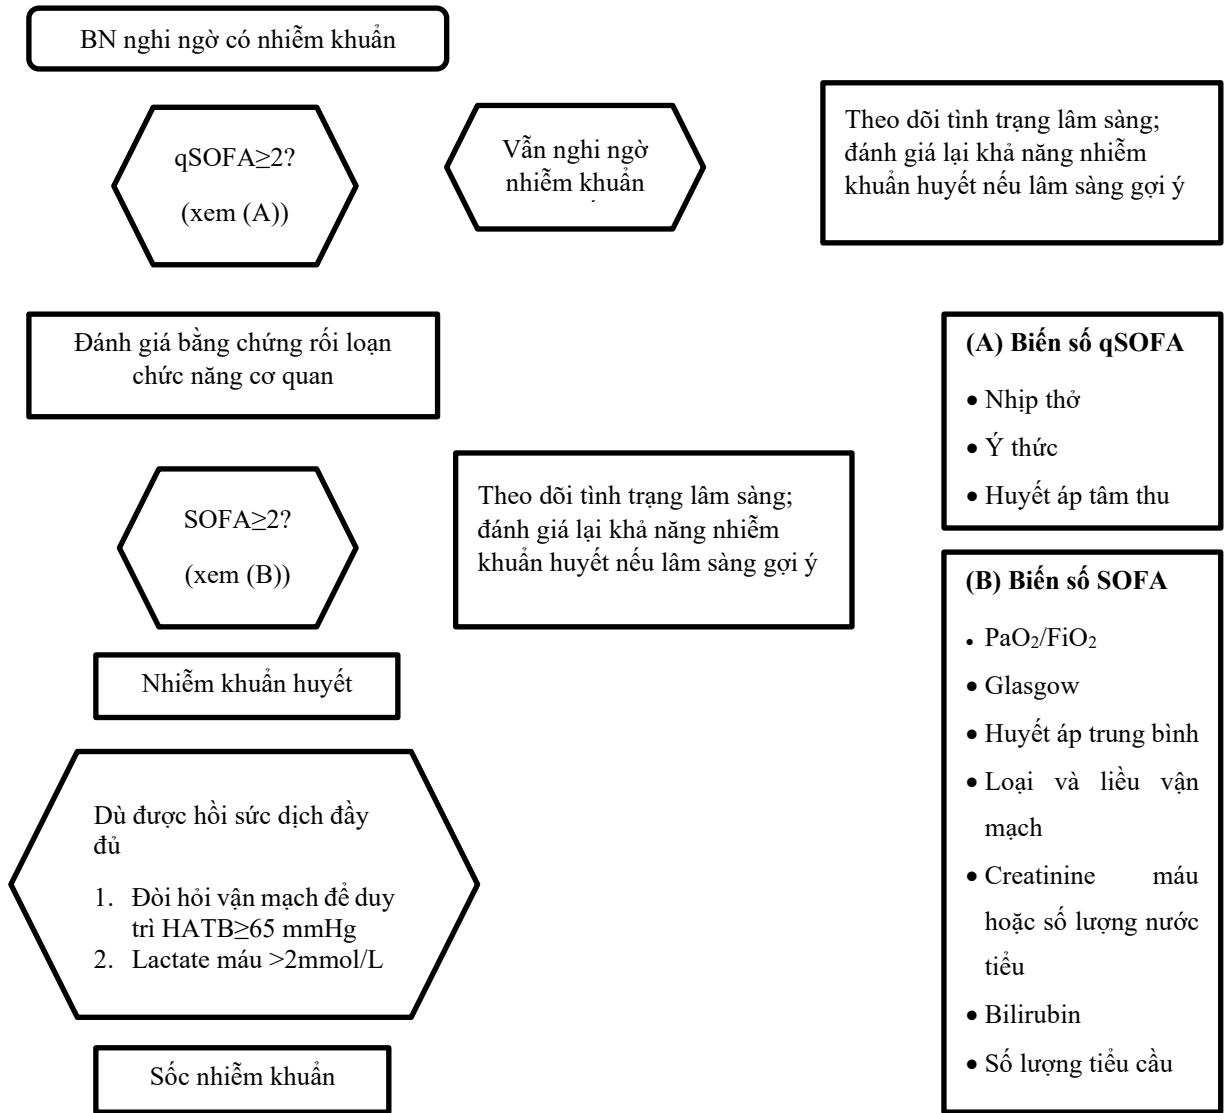 BN nghi ngờ có nhiễm khuẩn
qSOFA≥2?
(xem (A))
Vẫn nghi ngờ
nhiễm khuẩn
Theo dõi tình trạng lâm sàng;
đánh giá lại khả năng nhiễm
khuẩn huyết nếu lâm sàng gợi ý
Đánh giá bằng chứng rối loạn
chức năng cơ quan
SOFA≥2?
(xem (B))
Theo dõi tình trạng lâm sàng;
đánh giá lại khả năng nhiễm
khuẩn huyết nếu lâm sàng gợi ý
Nhiễm khuẩn huyết
Dù được hồi sức dịch đầy
đủ
1. Đòi hỏi vận mạch để duy
trì HATB≥65 mmHg
2. Lactate máu >2mmol/L
Sốc nhiễm khuẩn
(A) Biến số qSOFA
• Nhịp thở
• Ý thức
• Huyết áp tâm thu
(B) Biến số SOFA
• PaO₂/FiO₂
• Glasgow
• Huyết áp trung bình
• Loại và liều vận
mạch
• Creatinine máu
hoặc số lượng nước
tiểu
• Bilirubin
• Số lượng tiểu cầu